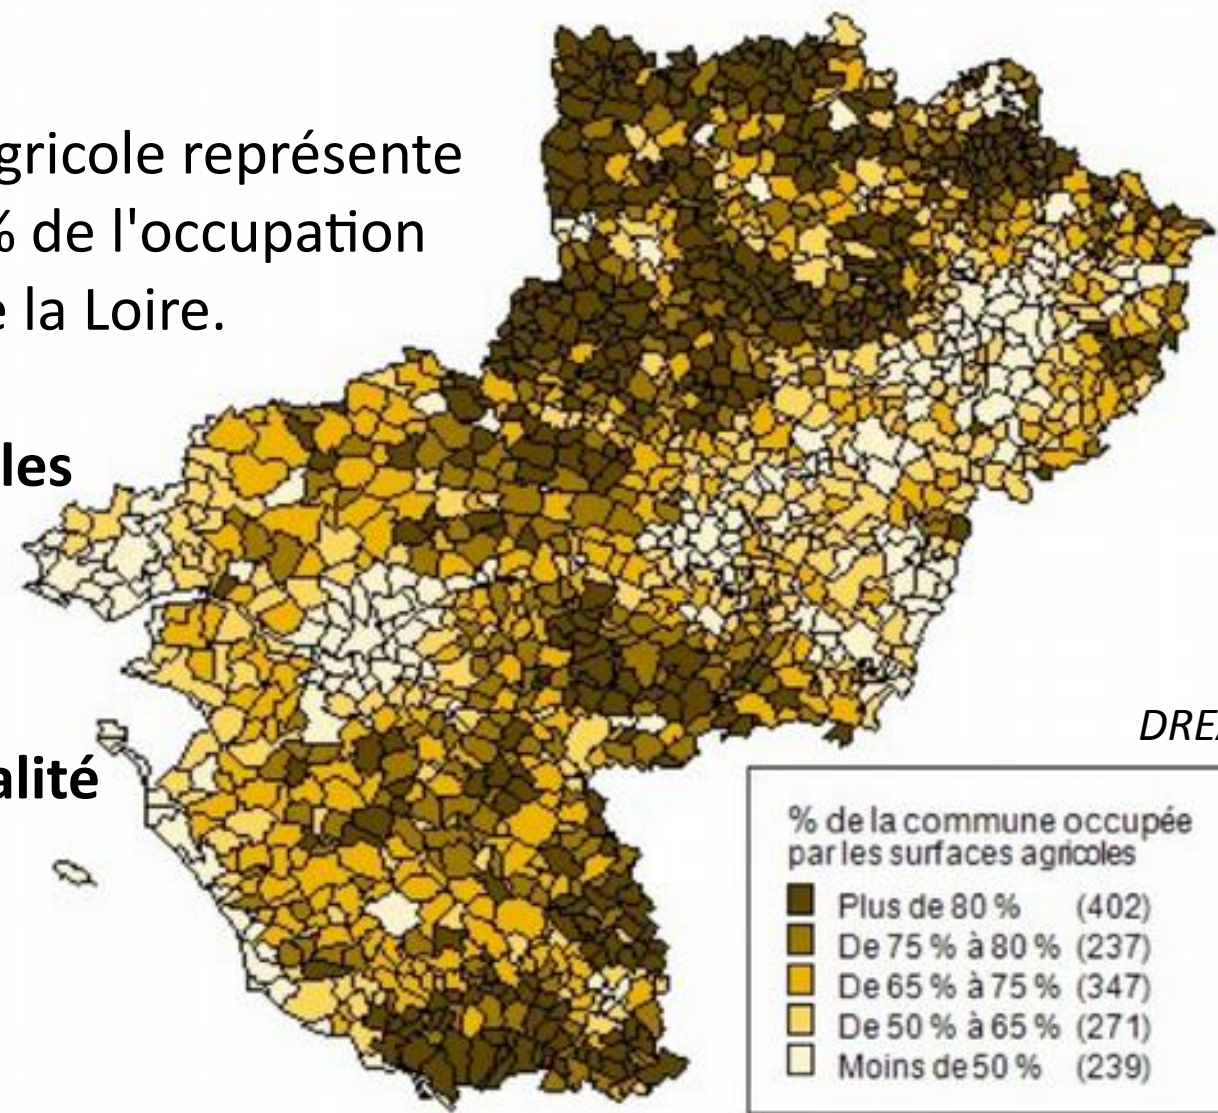 gricole représente
% de l'occupation
la Loire.
les
alité
% de la commune occupée
par les surfaces agricoles
Plus de 80 % (402)
De 75 % à 80 % (237)
De 65 % à 75 % (347)
De 50 % à 65 % (271)
Moins de 50 % (239)